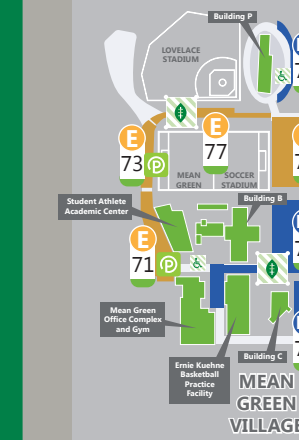 Building P
LOVELACE
STADIUM
E
73
P
E
77
MEAN
GREEN
SOCCER
STADIUM
Student Athlete
Academic Center
Building B
E
71
P
Mean Green
Office Complex
and Gym
Ernie Kuehne
Basketball
Practice
Facility
Building C
MEAN
GREEN
VILLAGE